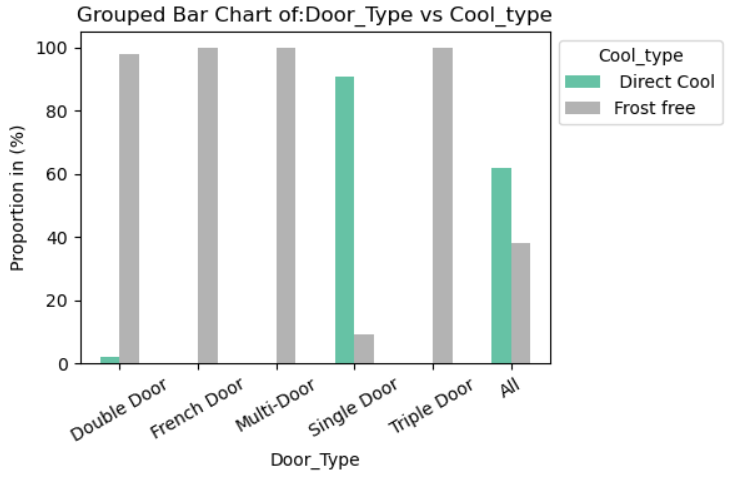 Grouped Bar Chart of:Door_Type vs Cool_type
Cool_type
Direct Cool
Frost free
Proportion in (%)
100
80
60
40
20
0
Double Door
French Door
Multi-Door
Single Door
Triple Door
All
Door_Type